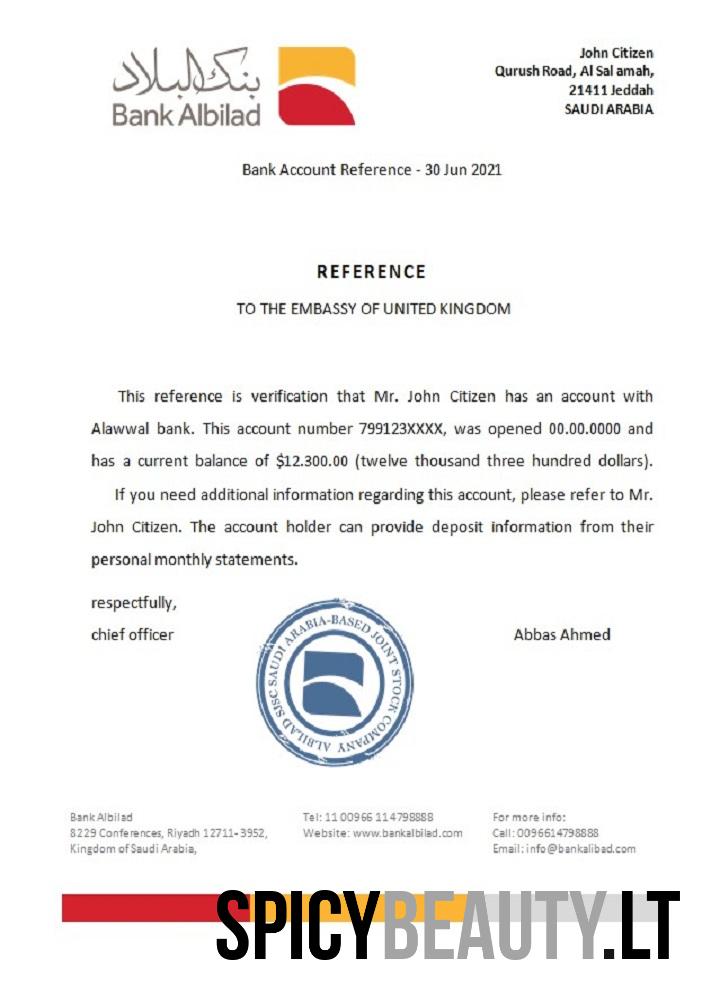 بنك البلاد
Bank Albilad
John Citizen
Qurush Road, Al Salamah,
21411 Jeddah
SAUDI ARABIA
Bank Account Reference - 30 Jun 2021
REFERENCE
TO THE EMBASSY OF UNITED KINGDOM
This reference is verification that Mr. John Citizen has an account with
Alawwal bank. This account number 799123XXXX, was opened 00.00.0000 and
has a current balance of $12.300.00 (twelve thousand three hundred dollars).
If you need additional information regarding this account, please refer to Mr.
John Citizen. The account holder can provide deposit information from their
personal monthly statements.
respectfully,
chief officer
Abbas Ahmed
SAUDI ARABIA-BASED JOINT STOCK COMPANY ALBILAD SJSC
Bank Albilad
8229 Conferences, Riyadh 12711-3952,
Kingdom of Saudi Arabia,
Tel: 11 00966 114798888
Website: www.bankalbilad.com
For more info:
Call: 0096614798888
Email: info@bankalibad.com
SPICYBEAUTY.LT